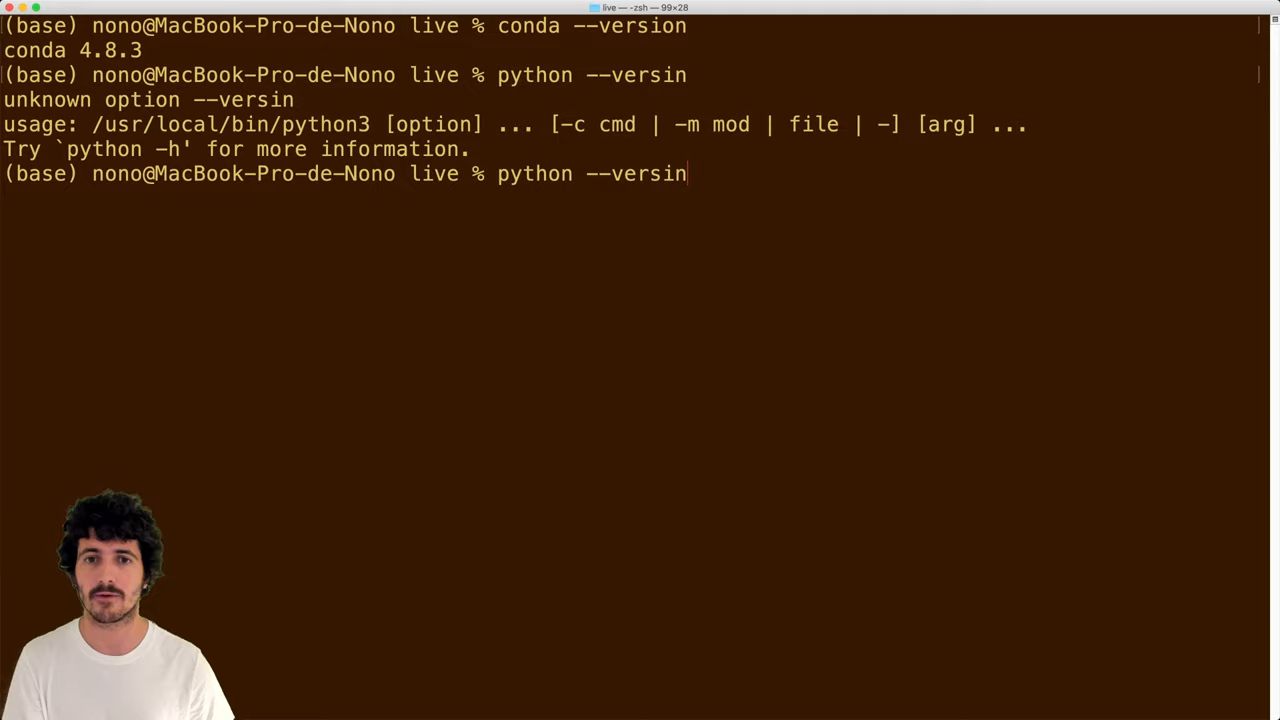 live — -zsh — 99×28
(base) nono@MacBook-Pro-de-Nono live % conda --version
conda 4.8.3
(base) nono@MacBook-Pro-de-Nono live % python --versin
unknown option --versin
usage: /usr/local/bin/python3 [option] ... [-c cmd | -m mod | file | -] [arg] ...
Try `python -h' for more information.
(base) nono@MacBook-Pro-de-Nono live % python --versin